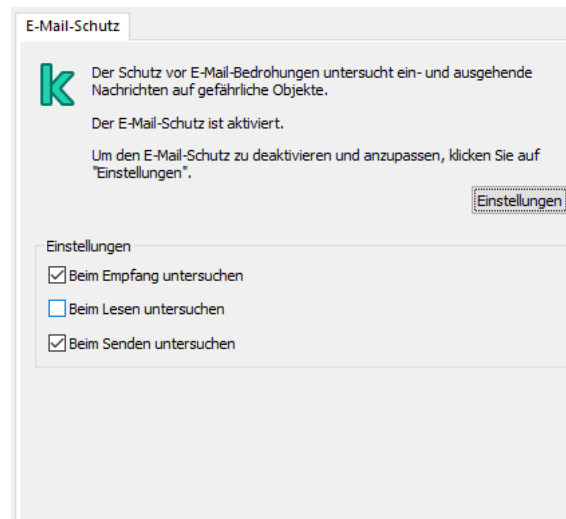 E-Mail-Schutz
Der Schutz vor E-Mail-Bedrohungen untersucht ein- und ausgehende
Nachrichten auf gefährliche Objekte.
Der E-Mail-Schutz ist aktiviert.
Um den E-Mail-Schutz zu deaktivieren und anzupassen, klicken Sie auf
"Einstellungen".
Einstellungen
Einstellungen
Beim Empfang untersuchen
Beim Lesen untersuchen
Beim Senden untersuchen